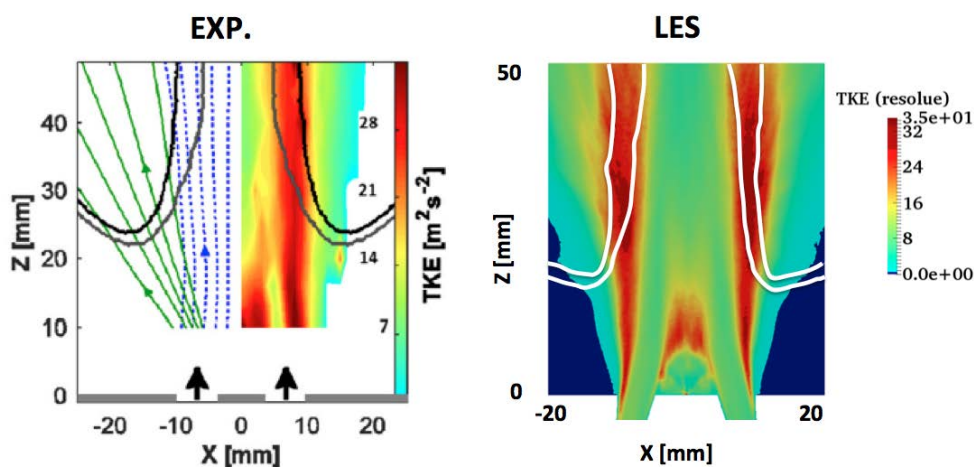 EXP.
LES
Z [mm]
40
30
20
10
0
-20
-10
0
10
20
X [mm]
28
21
14
7
TKE [m²s⁻²]
50
Z [mm]
0
-20
20
X [mm]
TKE (resolue)
3.5e+01
32
24
16
8
0.0e+00